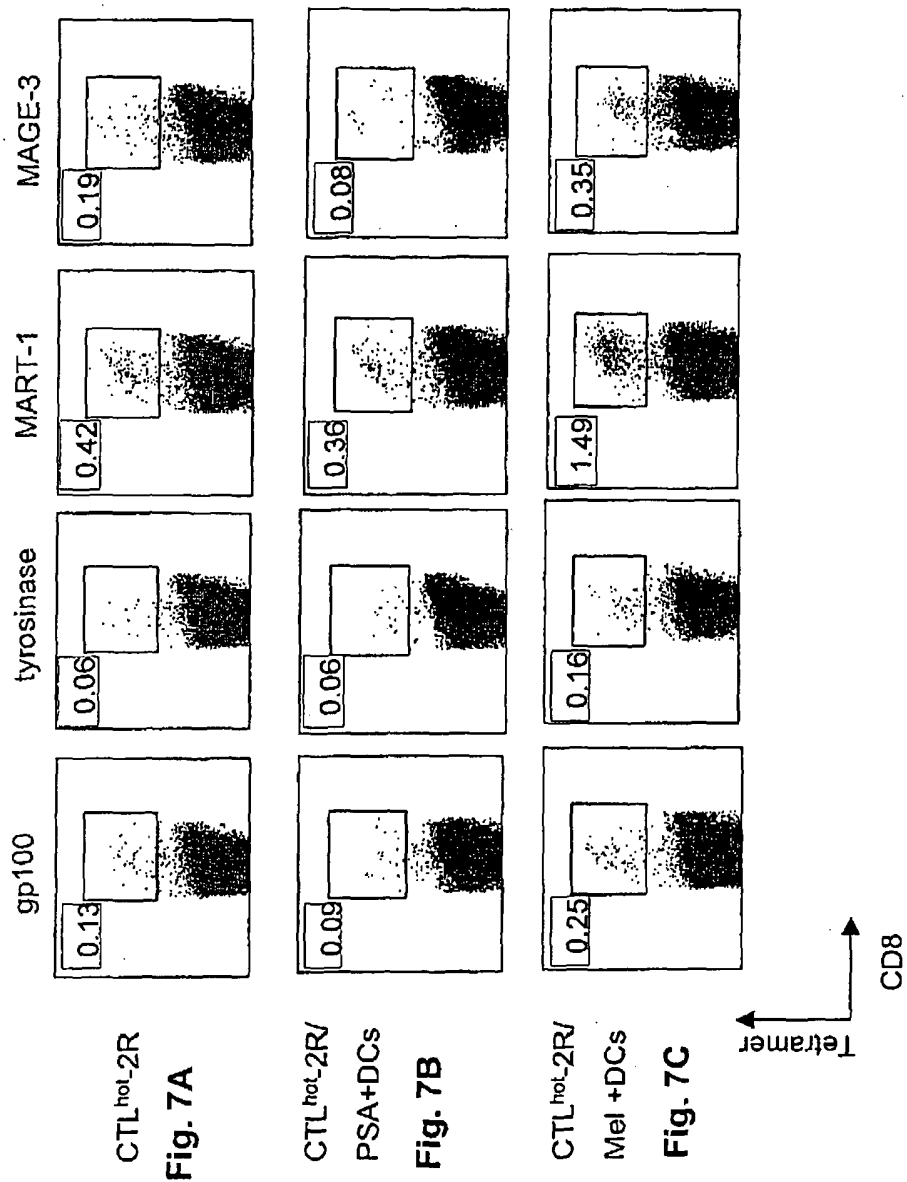 gp100 tyrosinase MART-1 MAGE-3
CTLhot-2R
Fig. 7A
0.13 0.06 0.42 0.19
CTLhot-2R/
PSA+DCs
Fig. 7B
0.09 0.06 0.36 0.08
CTLhot-2R/
Mel +DCs
Fig. 7C
0.25 0.16 1.49 0.35
Tetramer
CD8